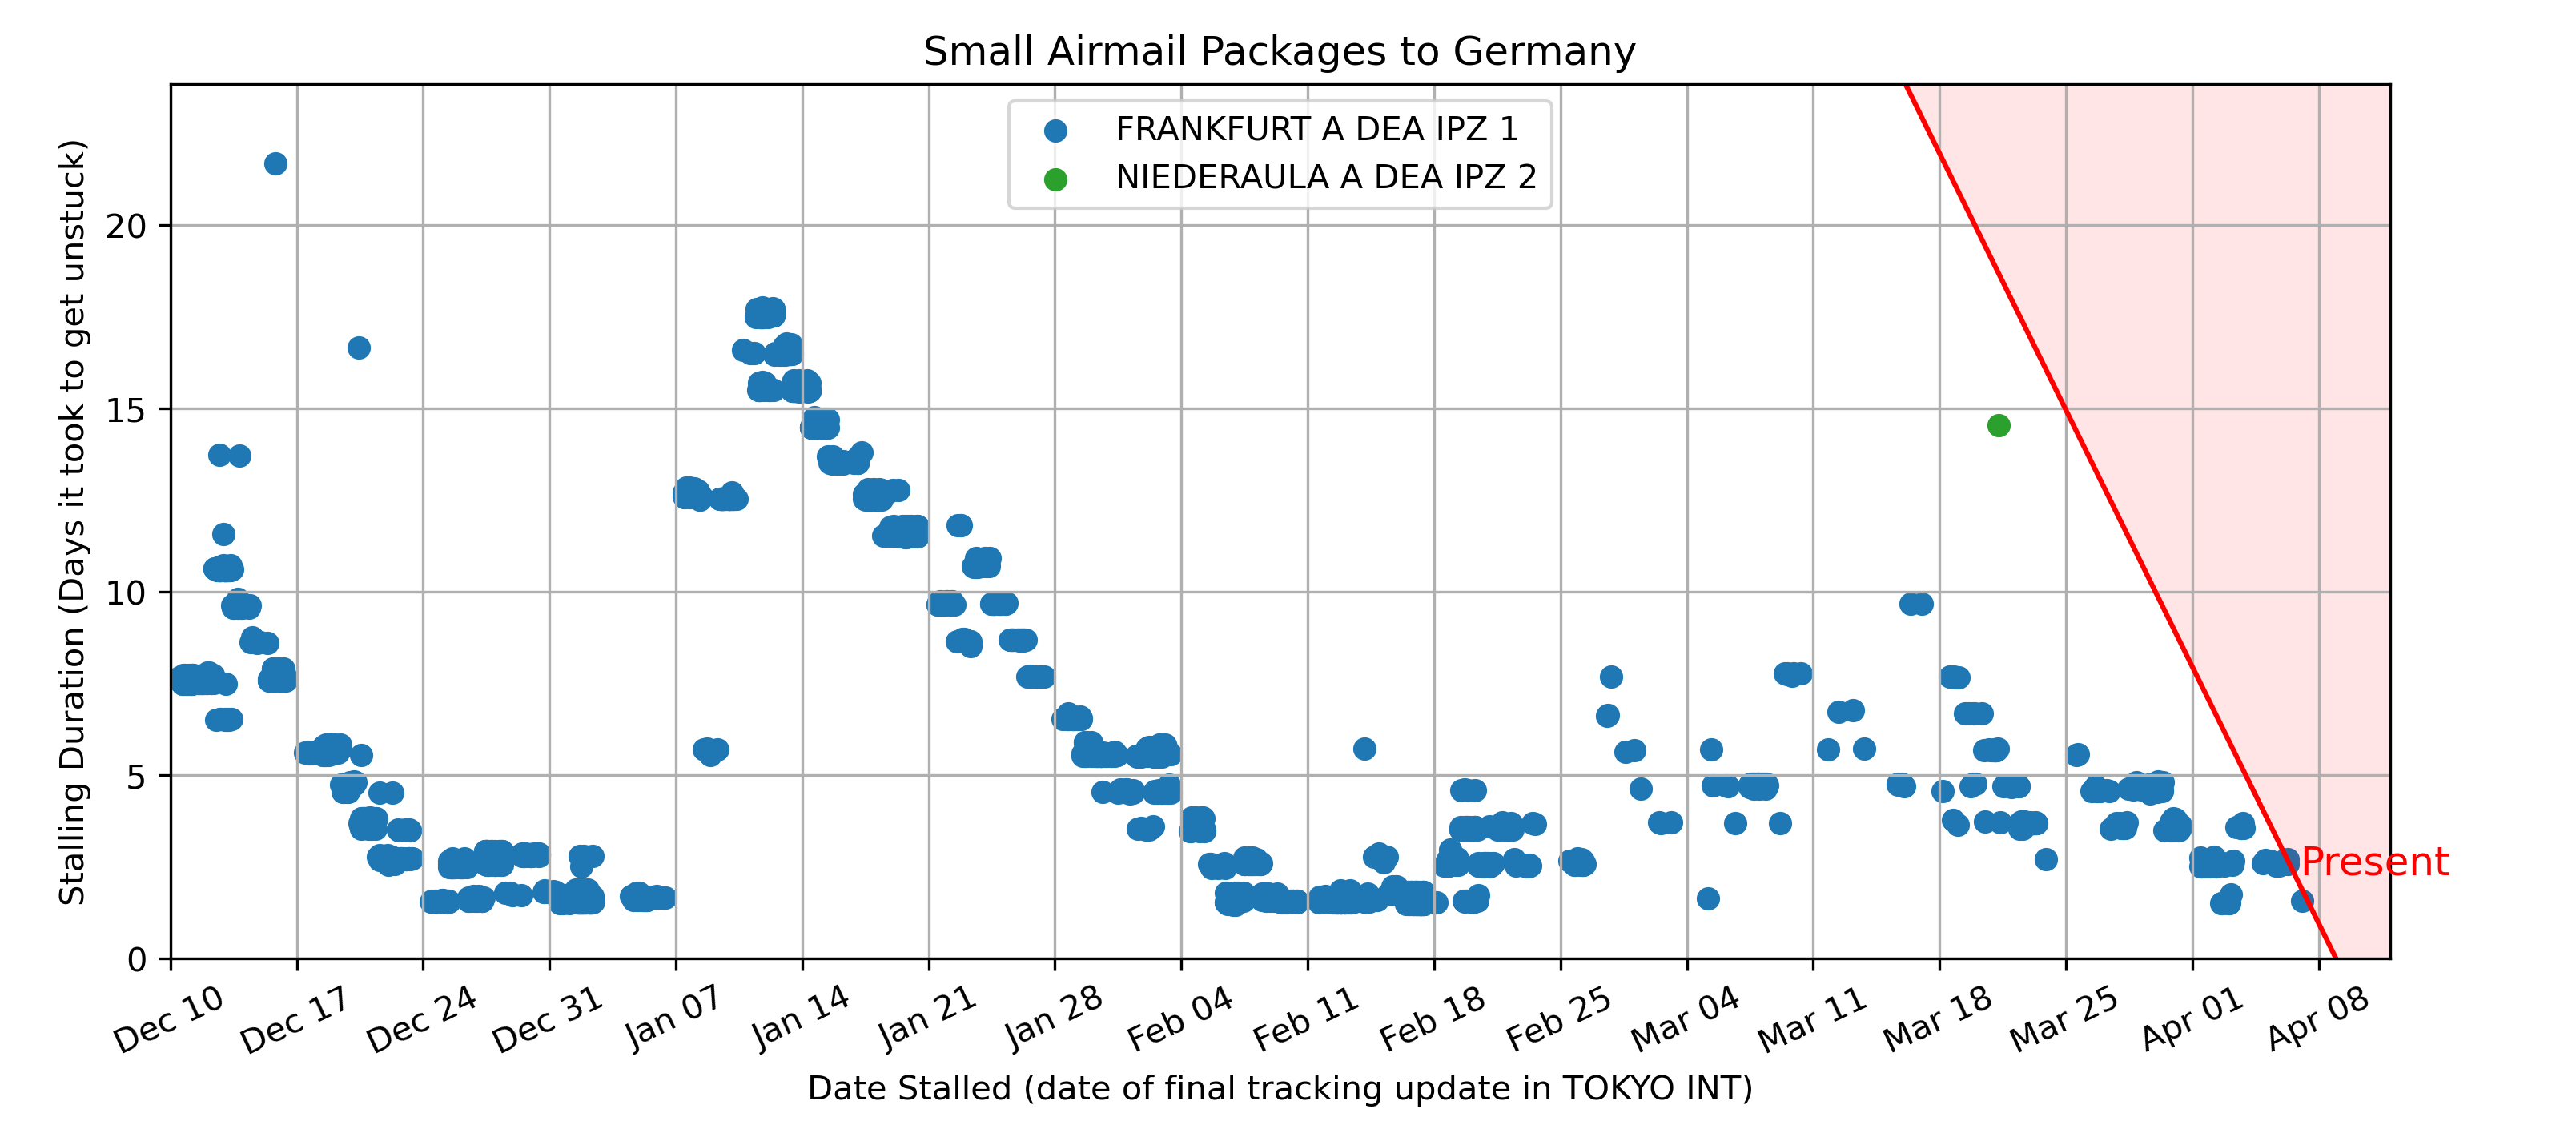 Small Airmail Packages to Germany
FRANKFURT A DEA IPZ 1
NIEDERAULA A DEA IPZ 2
Stalling Duration (Days it took to get unstuck)
20
15
10
5
0
Present
Dec 10
Dec 17
Dec 24
Dec 31
Jan 07
Jan 14
Jan 21
Jan 28
Feb 04
Feb 11
Feb 18
Feb 25
Mar 04
Mar 11
Mar 18
Mar 25
Apr 01
Apr 08
Date Stalled (date of final tracking update in TOKYO INT)